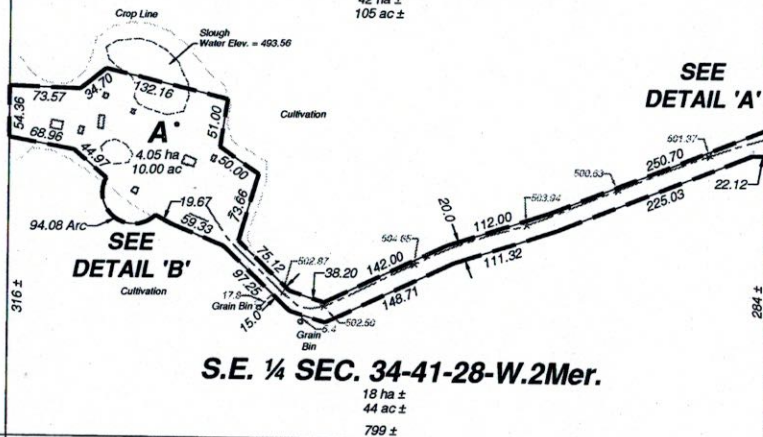 42 ha ±
105 ac ±
Crop Line
Slough
Water Elev. = 493.56
SEE
DETAIL 'A'
73.57
34.70
132.16
54.36
51.00
Cultivation
A
4.05 ha
10.00 ac
68.96
44.97
50.00
73.66
501.37
250.70
500.63
22.12
225.03
503.94
20.0
112.00
19.67
94.08 Arc
59.33
SEE
DETAIL 'B'
75.12
502.87
504.65
142.00
111.32
38.20
148.71
316 ±
284 ±
Cultivation
97.25
17.8
Grain Bin
15.0
5.4
502.50
Grain
Bin
S.E. ¼ SEC. 34-41-28-W.2Mer.
18 ha ±
44 ac ±
799 ±